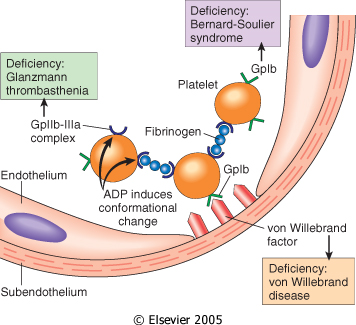 Deficiency:
Bernard-Soulier
syndrome
Deficiency:
Glanzmann
thrombasthenia
GpIb
Platelet
GpIIb-IIIa
complex
Fibrinogen
GpIb
Endothelium
ADP induces
conformational
change
von Willebrand
factor
Deficiency:
von Willebrand
disease
Subendothelium
© Elsevier 2005